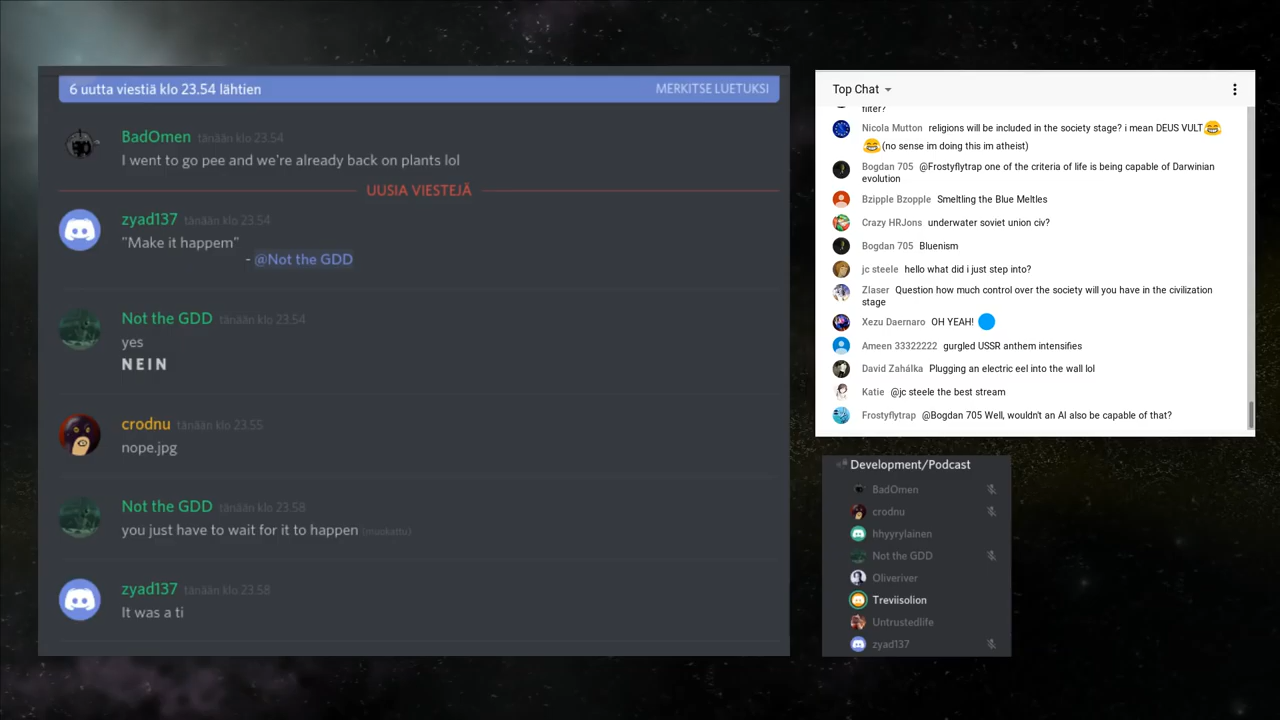 6 uutta viestiä klo 23.54 lähtien
MERKITSE LUETUKSI
BadOmen tänään klo 23.54
I went to go pee and we're already back on plants lol
UUSIA VIESTEJÄ
zyad137 tänään klo 23.54
"Make it happem"
- @Not the GDD
Not the GDD tänään klo 23.54
yes
NEIN
crodnu tänään klo 23.55
nope.jpg
Not the GDD tänään klo 23.58
you just have to wait for it to happen (muokattu)
zyad137 tänään klo 23.58
It was a ti
Top Chat
filter?
Nicola Mutton religions will be included in the society stage? i mean DEUS VULT😂
😂(no sense im doing this im atheist)
Bogdan 705 @Frostyflytrap one of the criteria of life is being capable of Darwinian
evolution
Bzipple Bzopple Smeltling the Blue Meltles
Crazy HRJons underwater soviet union civ?
Bogdan 705 Bluenism
jc steele hello what did i just step into?
Zlaser Question how much control over the society will you have in the civilization
stage
Xezu Daernaro OH YEAH! 🔵
Ameen 33322222 gurgled USSR anthem intensifies
David Zahálka Plugging an electric eel into the wall lol
Katie @jc steele the best stream
Frostyflytrap @Bogdan 705 Well, wouldn't an AI also be capable of that?
Development/Podcast
BadOmen
crodnu
hhyyrylainen
Not the GDD
Oliveriver
Treviisolion
Untrustedlife
zyad137